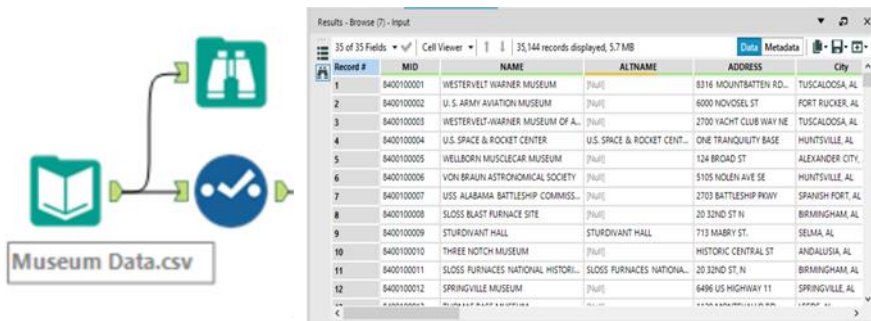 Museum Data.csv
Results - Browse (7) - Input
35 of 35 Fields Cell Viewer 35,144 records displayed, 5.7 MB Data Metadata
Record # MID NAME ALTNAME ADDRESS City
1 8400100001 WESTERVELT WARNER MUSEUM [Null] 8316 MOUNTBATTEN RD... TUSCALOOSA, AL
2 8400100002 U. S. ARMY AVIATION MUSEUM [Null] 6000 NOVOSEL ST FORT RUCKER, AL
3 8400100003 WESTERVELT-WARNER MUSEUM OF A... [Null] 2700 YACHT CLUB WAY NE TUSCALOOSA, AL
4 8400100004 U.S. SPACE & ROCKET CENTER U.S. SPACE & ROCKET CENT... ONE TRANQUILITY BASE HUNTSVILLE, AL
5 8400100005 WELLBORN MUSCLECAR MUSEUM [Null] 124 BROAD ST ALEXANDER CITY,
6 8400100006 VON BRAUN ASTRONOMICAL SOCIETY [Null] 5105 NOLEN AVE SE HUNTSVILLE, AL
7 8400100007 USS ALABAMA BATTLESHIP COMMISS... [Null] 2703 BATTLESHIP PKWY SPANISH FORT, AL
8 8400100008 SLOSS BLAST FURNACE SITE [Null] 20 32ND ST N BIRMINGHAM, AL
9 8400100009 STURDIVANT HALL STURDIVANT HALL 713 MABRY ST. SELMA, AL
10 8400100010 THREE NOTCH MUSEUM [Null] HISTORIC CENTRAL ST ANDALUSIA, AL
11 8400100011 SLOSS FURNACES NATIONAL HISTORI... SLOSS FURNACES NATIONA... 20 32ND ST, N BIRMINGHAM, AL
12 8400100012 SPRINGVILLE MUSEUM [Null] 6496 US HIGHWAY 11 SPRINGVILLE, AL